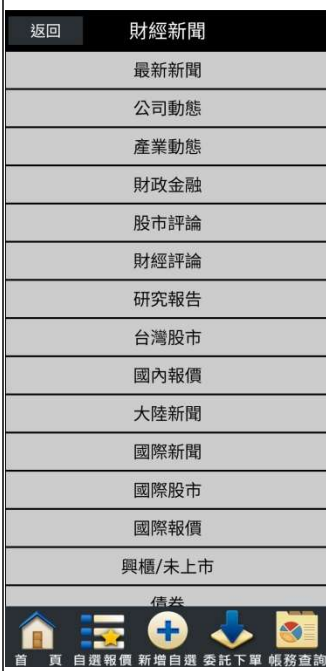 返回 財經新聞
最新新聞
公司動態
產業動態
財政金融
股市評論
財經評論
研究報告
台灣股市
國內報價
大陸新聞
國際新聞
國際股市
國際報價
興櫃/未上市
債券
首 頁 自選報價 新增自選 委託下單 帳務查詢